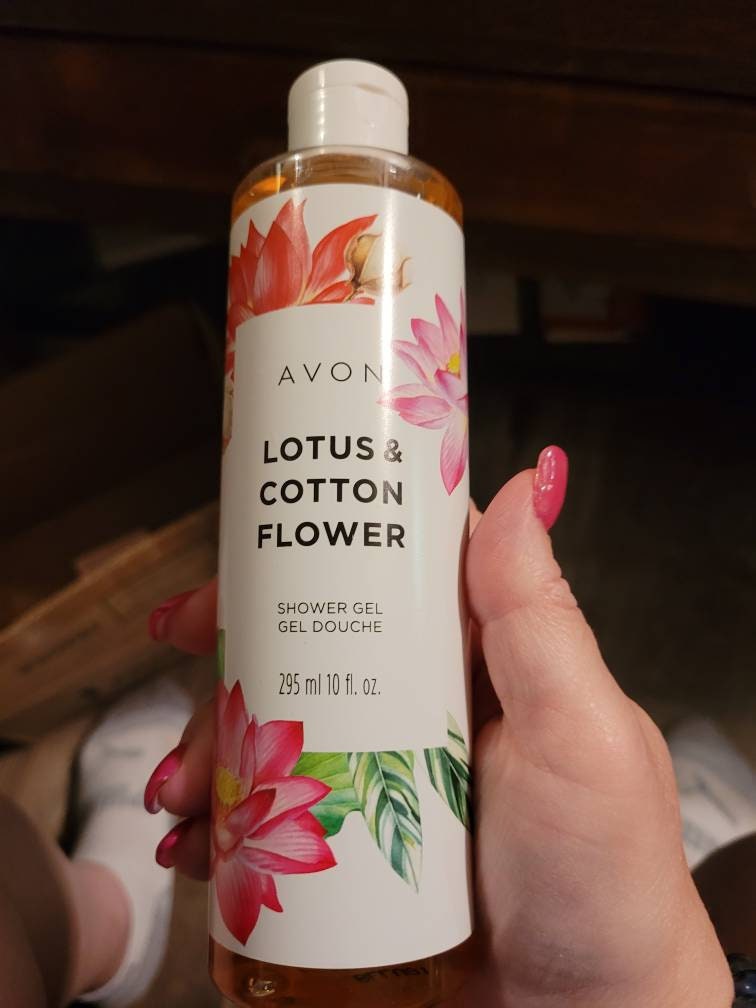 AVON
LOTUS &
COTTON
FLOWER
SHOWER GEL
GEL DOUCHE
295 ml 10 fl. oz.